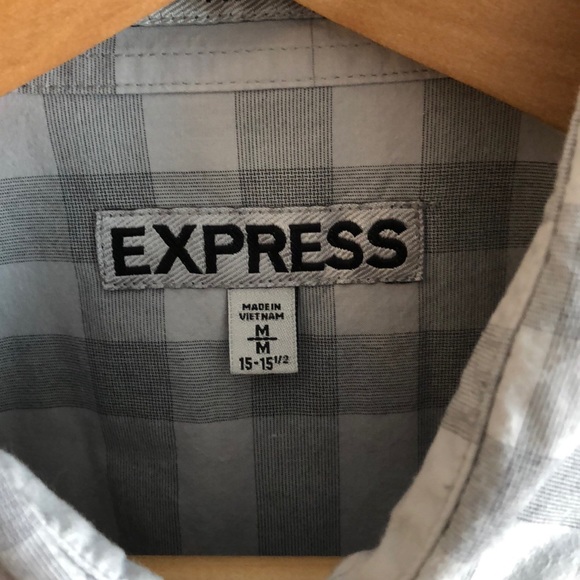 EXPRESS
MADE IN
VIETNAM
M
M
15-15 1/2